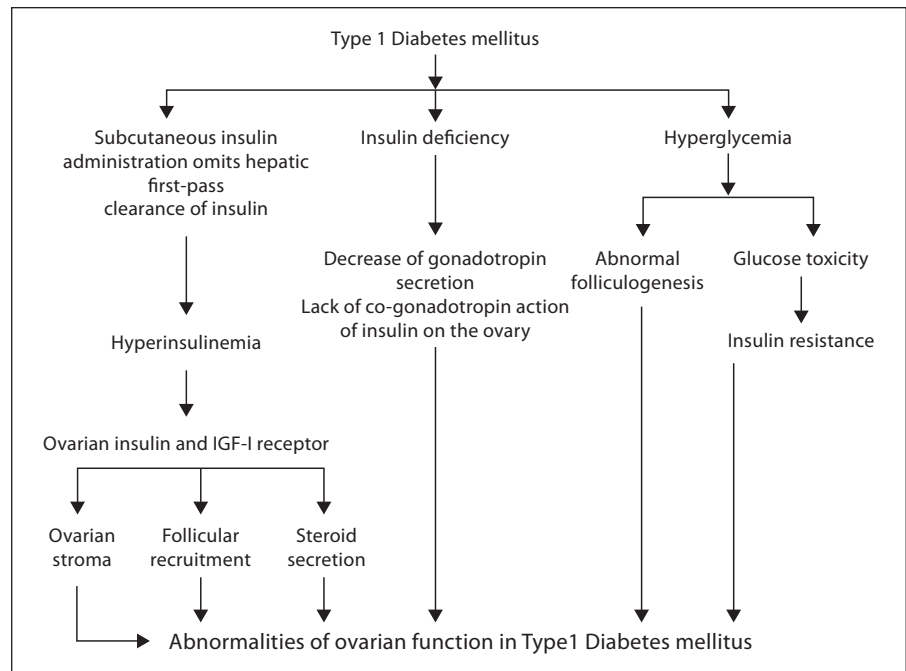 Type 1 Diabetes mellitus
Subcutaneous insulin
administration omits hepatic
first-pass
clearance of insulin
Insulin deficiency
Hyperglycemia
Decrease of gonadotropin
secretion
Lack of co-gonadotropin action
of insulin on the ovary
Abnormal
folliculogenesis
Glucose toxicity
Hyperinsulinemia
Insulin resistance
Ovarian insulin and IGF-I receptor
Ovarian
stroma
Follicular
recruitment
Steroid
secretion
Abnormalities of ovarian function in Type1 Diabetes mellitus